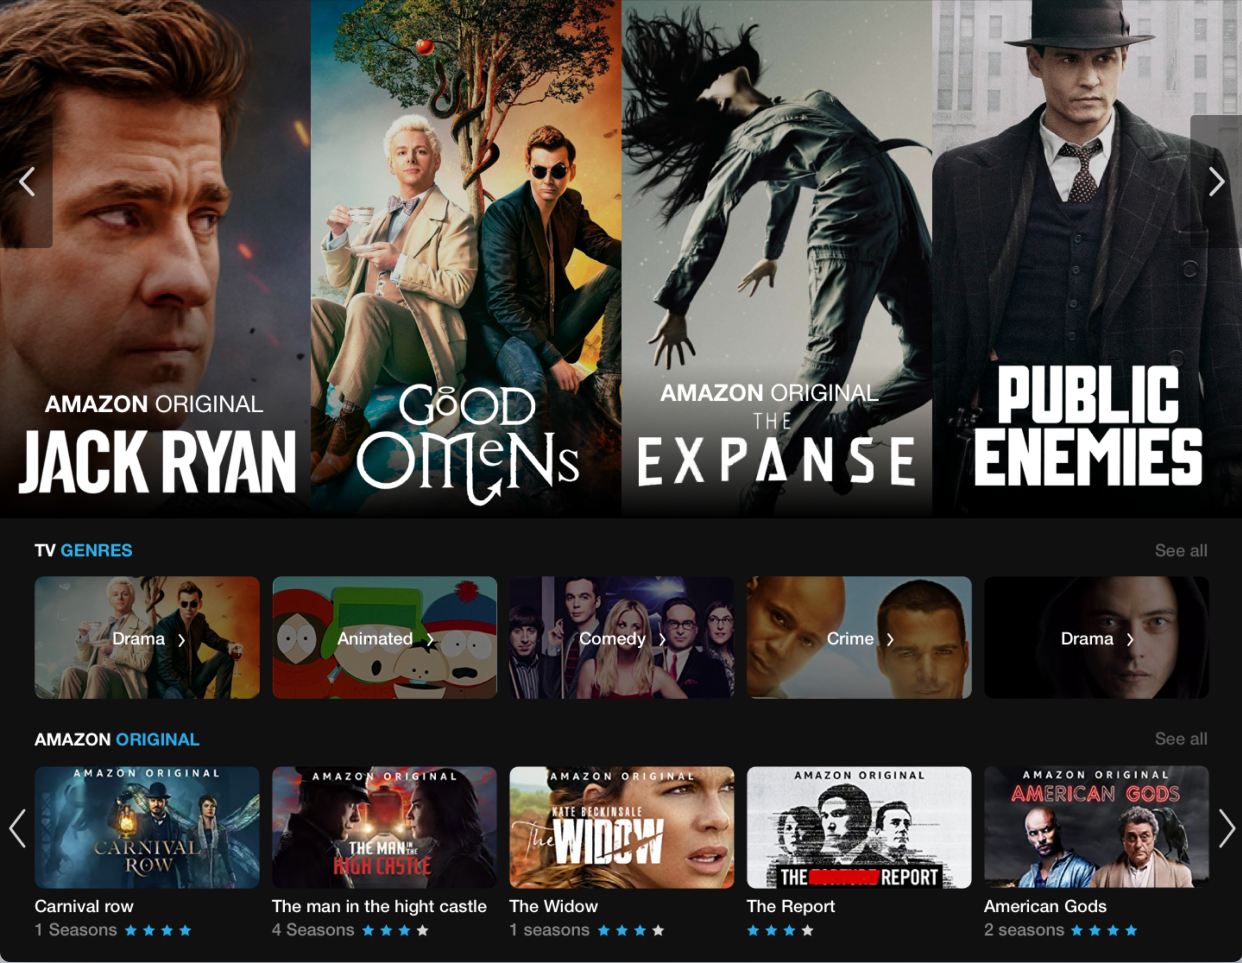 AMAZON ORIGINAL
JACK RYAN
GOOD
OMENS
AMAZON ORIGINAL
THE
EXPANSE
PUBLIC
ENEMIES
TV GENRES
See all
Drama
Animated
Comedy
Crime
Drama
AMAZON ORIGINAL
See all
AMAZON ORIGINAL
CARNIVAL
ROW
AMAZON ORIGINAL
THE MAN IN THE
HIGH CASTLE
AMAZON ORIGINAL
KATE BECKINSALE
The WIDOW
AMAZON ORIGINAL
THE REPORT
AMAZON ORIGINAL
AMERICAN GODS
Carnival row
1 Seasons
The man in the hight castle
4 Seasons
The Widow
1 seasons
The Report
American Gods
2 seasons